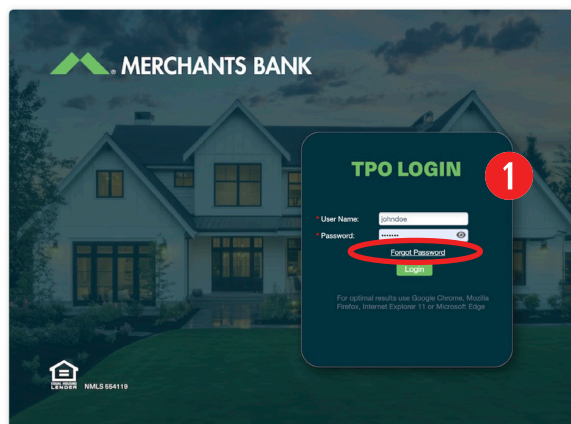 MERCHANTS BANK
TPO LOGIN
1
* User Name: johndoe
* Password: •••••••
Forgot Password
Login
For optimal results use Google Chrome, Mozilla
Firefox, Internet Explorer 11 or Microsoft Edge
EQUAL HOUSING
LENDER
NMLS 554119